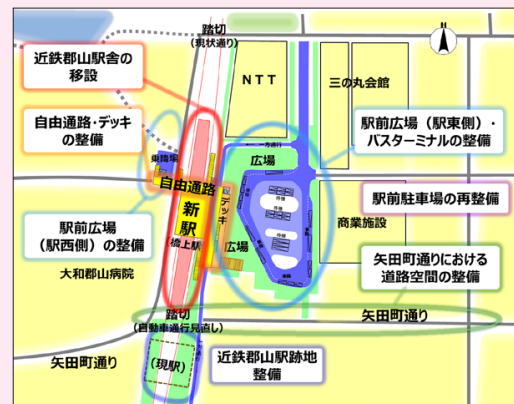 踏切
(現状通り)
近鉄郡山駅舎の
移設
NTT
三の丸会館
自由通路・デッキ
の整備
駅前広場(駅東側)・
バスターミナルの整備
一方通行
広場
乗降場
自由通路
デッキ
新
駅
橋上駅
駅前駐車場の再整備
駅前広場
(駅西側)の整備
広場
商業施設
大和郡山病院
矢田町通りにおける
道路空間の整備
踏切
(自動車通行見直し)
矢田町通り
矢田町通り
(現駅)
近鉄郡山駅跡地
整備